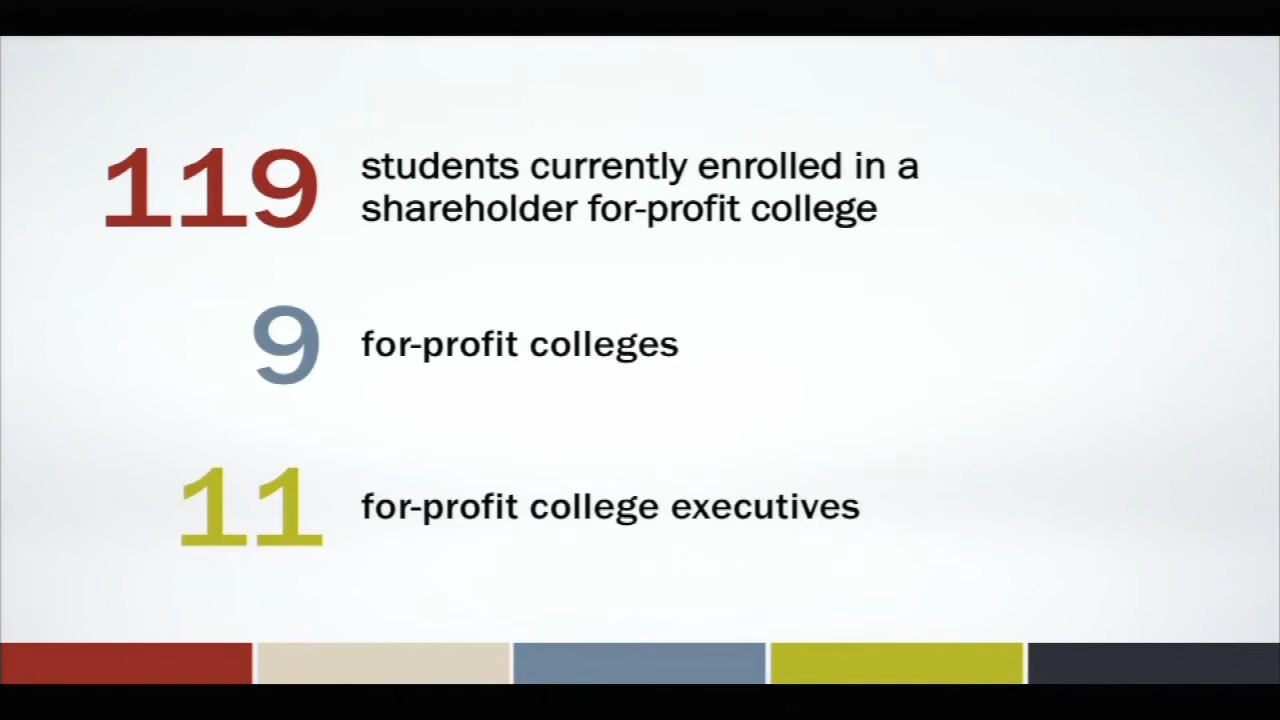 119 students currently enrolled in a
shareholder for-profit college
9 for-profit colleges
11 for-profit college executives